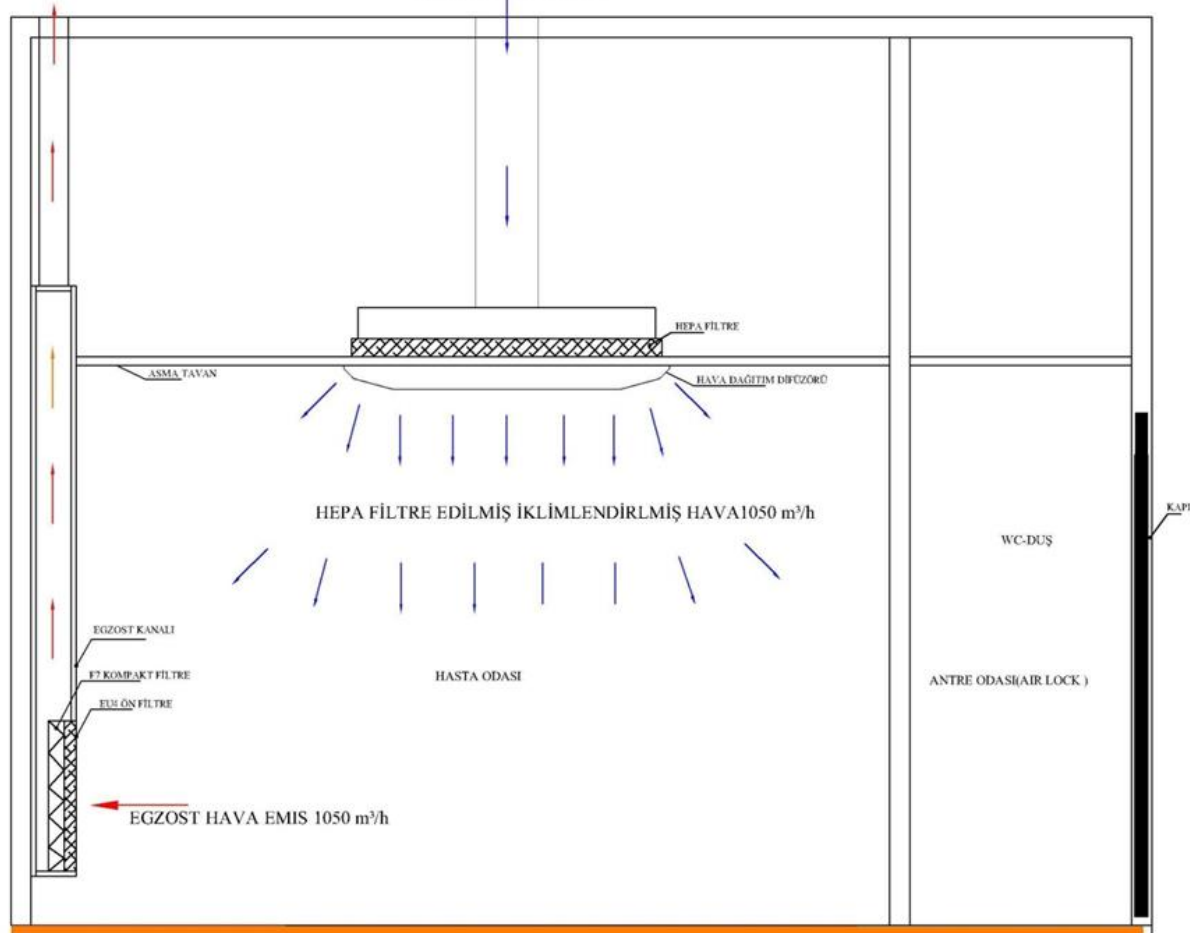 HEPA FİLTRE
ASMA TAVAN
HAVA DAĞITIM DİFÜZÖRÜ
HEPA FİLTRE EDİLMİŞ İKLİMLENDİRLMİŞ HAVA1050 m³/h
KAPI
WC-DUŞ
EGZOST KANALI
F7 KOMPAKT FİLTRE
HASTA ODASI
ANTRE ODASI(AIR LOCK )
EU4 ÖN FİLTRE
EGZOST HAVA EMIS 1050 m³/h